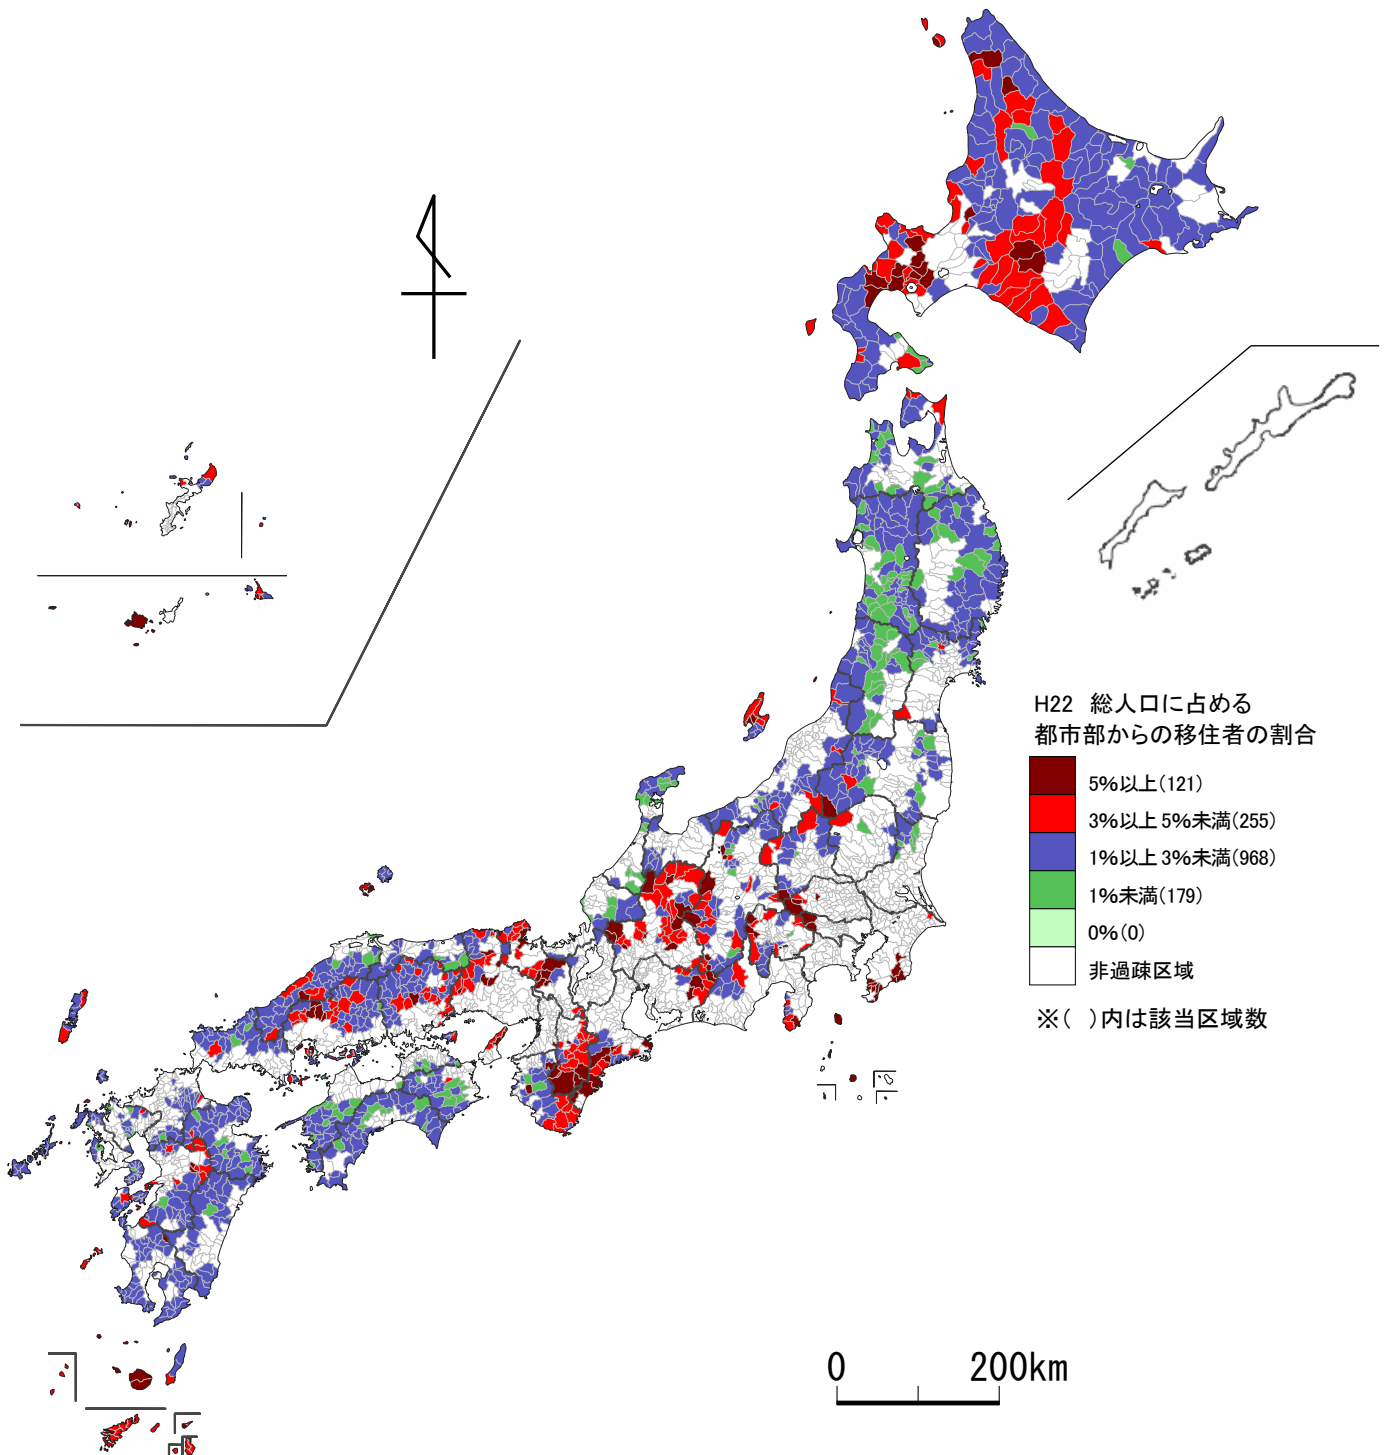 H22 総人口に占める
都市部からの移住者の割合
5%以上(121)
3%以上 5%未満(255)
1%以上 3%未満(968)
1%未満(179)
0%(0)
非過疎区域
※( )内は該当区域数
0 200km